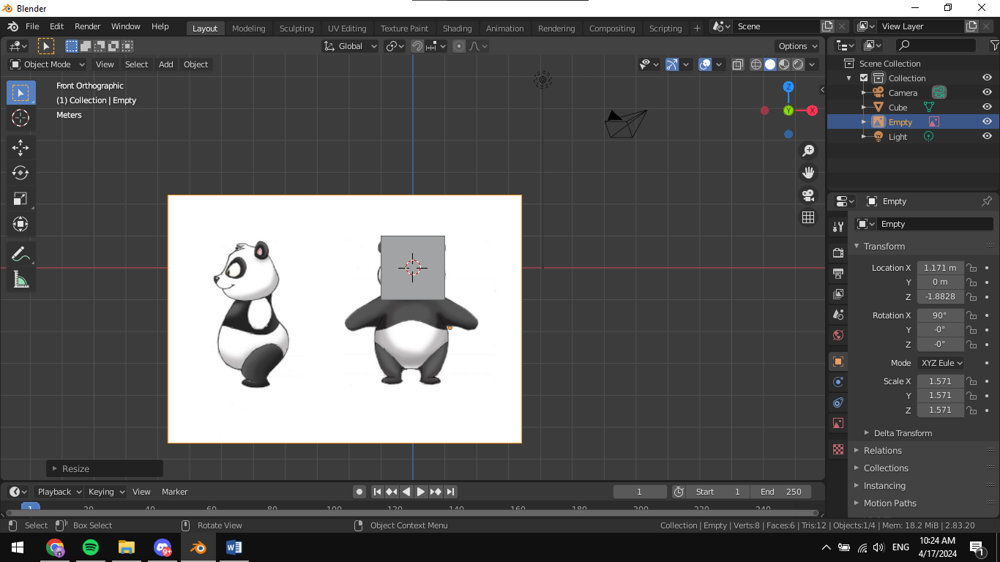 Blender
File Edit Render Window Help Layout Modeling Sculpting UV Editing Texture Paint Shading Animation Rendering Compositing Scripting + Scene View Layer
Global Options
Object Mode View Select Add Object
Front Orthographic
(1) Collection | Empty
Meters
Z
Y
X
Resize
Scene Collection
Collection
Camera
Cube
Empty
Light
Empty
Empty
Transform
Location X 1.171 m
Y 0 m
Z -1.8828
Rotation X 90°
Y -0°
Z -0°
Mode XYZ Eule
Scale X 1.571
Y 1.571
Z 1.571
Delta Transform
Relations
Collections
Instancing
Motion Paths
Playback Keying View Marker 1 Start 1 End 250
1 20 40 60 80 100 120 140 160 180 200 220 240
Select Box Select Rotate View Object Context Menu Collection | Empty | Verts:8 | Faces:6 | Tris:12 | Objects:1/4 | Mem: 18.2 MiB | 2.83.20
9+ W ENG 10:24 AM
4/17/2024 1